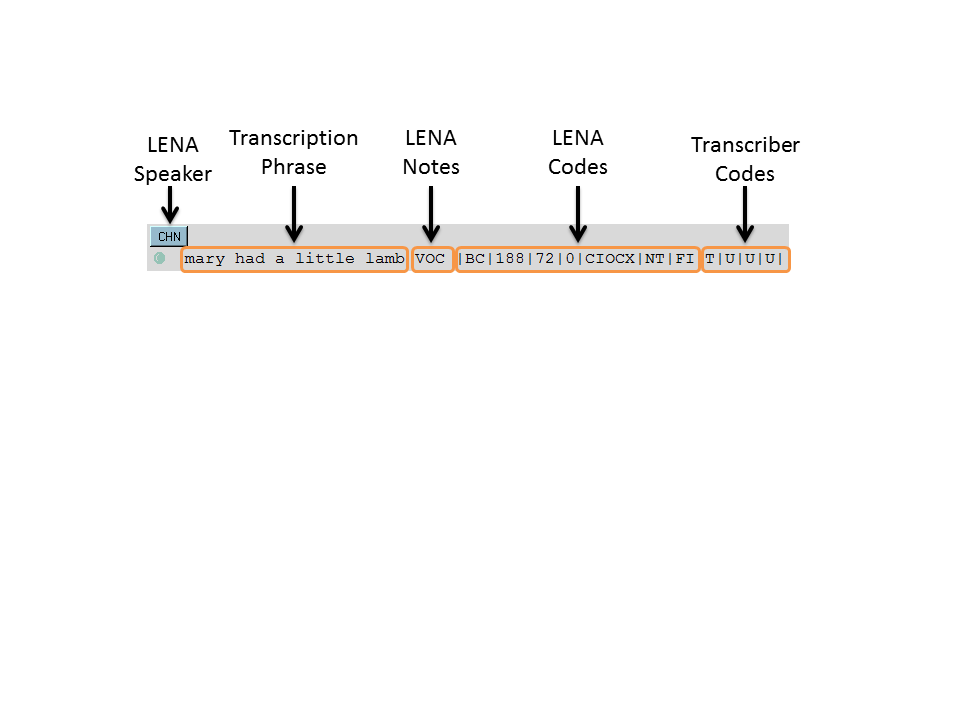 LENA
Speaker
Transcription
Phrase
LENA
Notes
LENA
Codes
Transcriber
Codes
CHN
mary had a little lamb VOC |BC|188|72|0|CIOCX|NT|FI T|U|U|U|